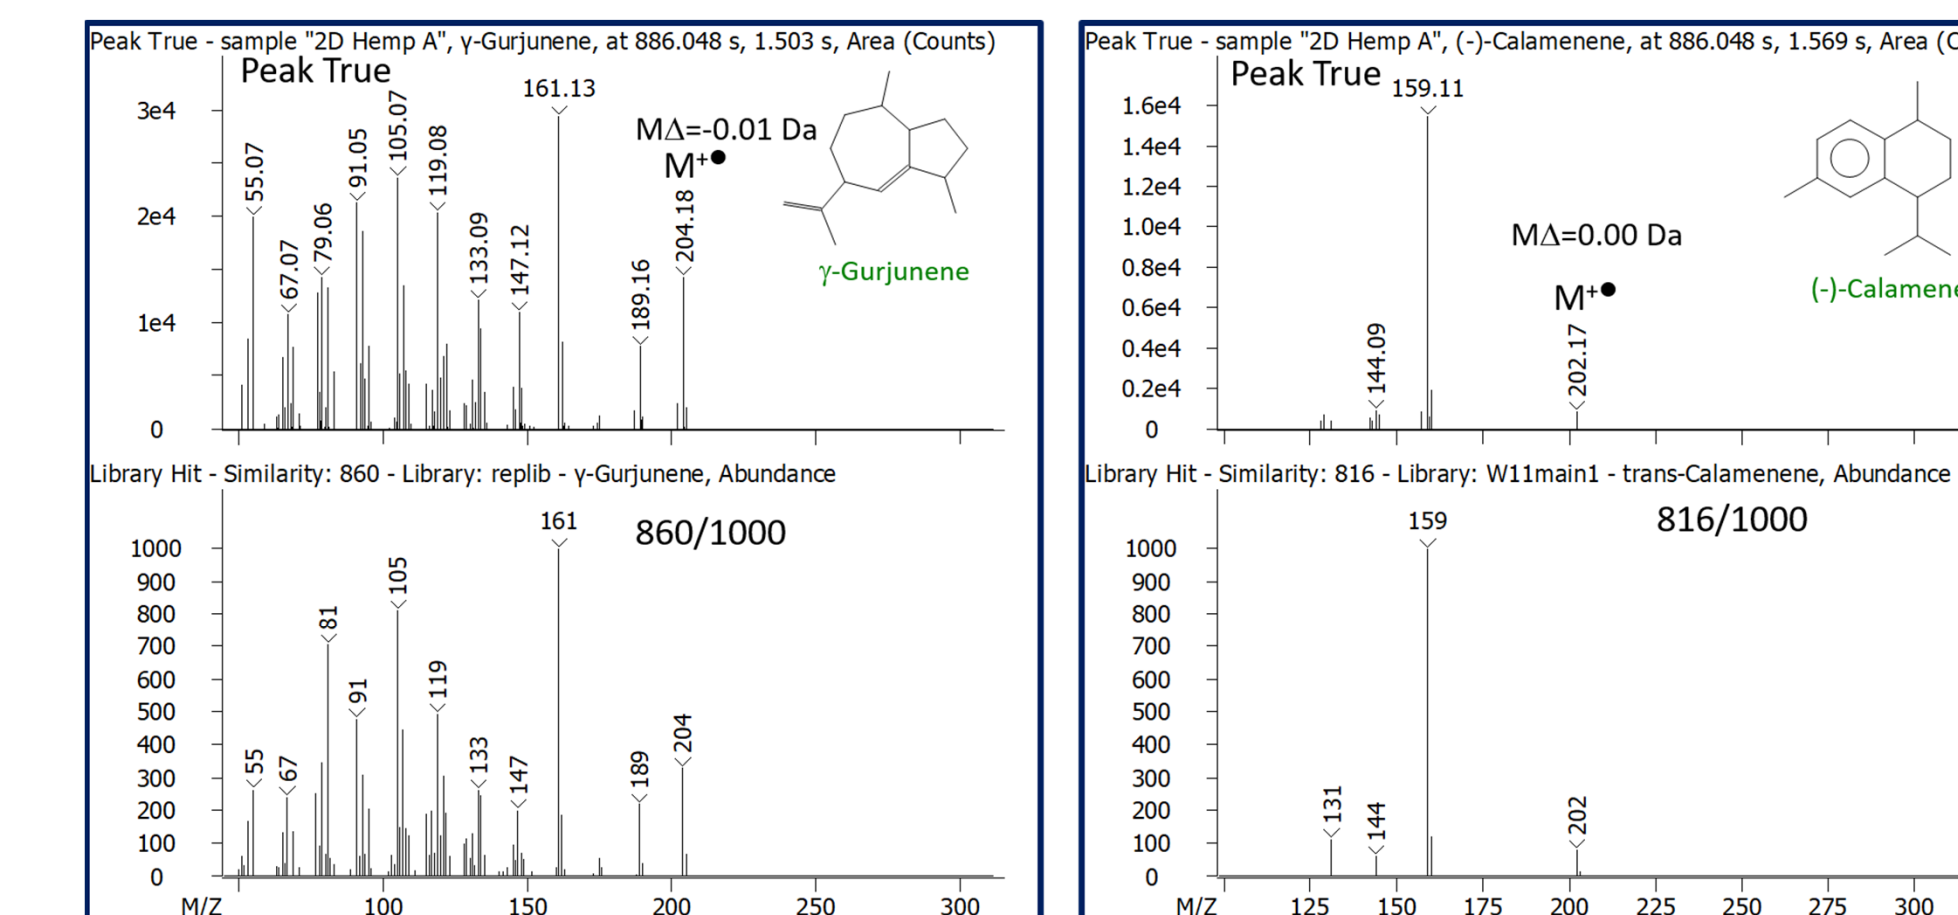 Peak True - sample "2D Hemp A", γ-Gurjunene, at 886.048 s, 1.503 s, Area (Counts)
Peak True
161.13
3e4
2e4
1e4
0
55.07
67.07
79.06
91.05
105.07
119.08
133.09
147.12
189.16
204.18
MΔ=-0.01 Da
M+●
γ-Gurjunene
Library Hit - Similarity: 860 - Library: replib - γ-Gurjunene, Abundance
860/1000
161
1000
900
800
700
600
500
400
300
200
100
0
55
67
81
91
105
119
133
147
189
204
M/Z
100
150
200
250
300
Peak True - sample "2D Hemp A", (-)-Calamenene, at 886.048 s, 1.569 s, Area (C
Peak True
159.11
1.6e4
1.4e4
1.2e4
1.0e4
0.8e4
0.6e4
0.4e4
0.2e4
0
144.09
202.17
MΔ=0.00 Da
M+●
(-)-Calamene
Library Hit - Similarity: 816 - Library: W11main1 - trans-Calamenene, Abundance
816/1000
159
1000
900
800
700
600
500
400
300
200
100
0
131
144
202
M/Z
125
150
175
200
225
250
275
300